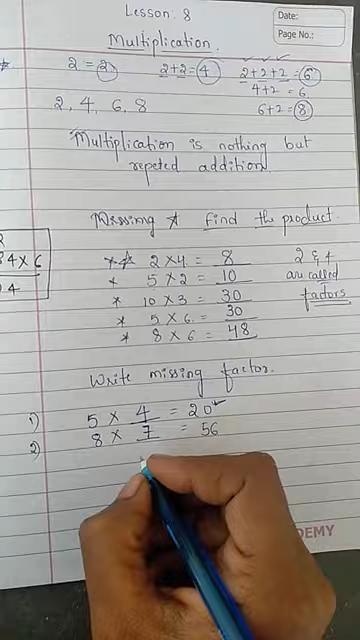 Lesson: 8
Date:
Page No.:
Multiplication.
2 = 2
2+2 = 4
2+2+2 = 6
4+2 = 6
6+2 = 8
2, 4, 6, 8
Multiplication is nothing but
repeted addition.
Missing * Find the product.
** 2 × 4 = 8
2 & 4
* 5 × 2 = 10
are called
* 10 × 3 = 30
factors
* 5 × 6 = 30
* 8 × 6 = 48
4 × 6
Write missing factor.
1) 5 × 4 = 20
2) 8 × 7 = 56